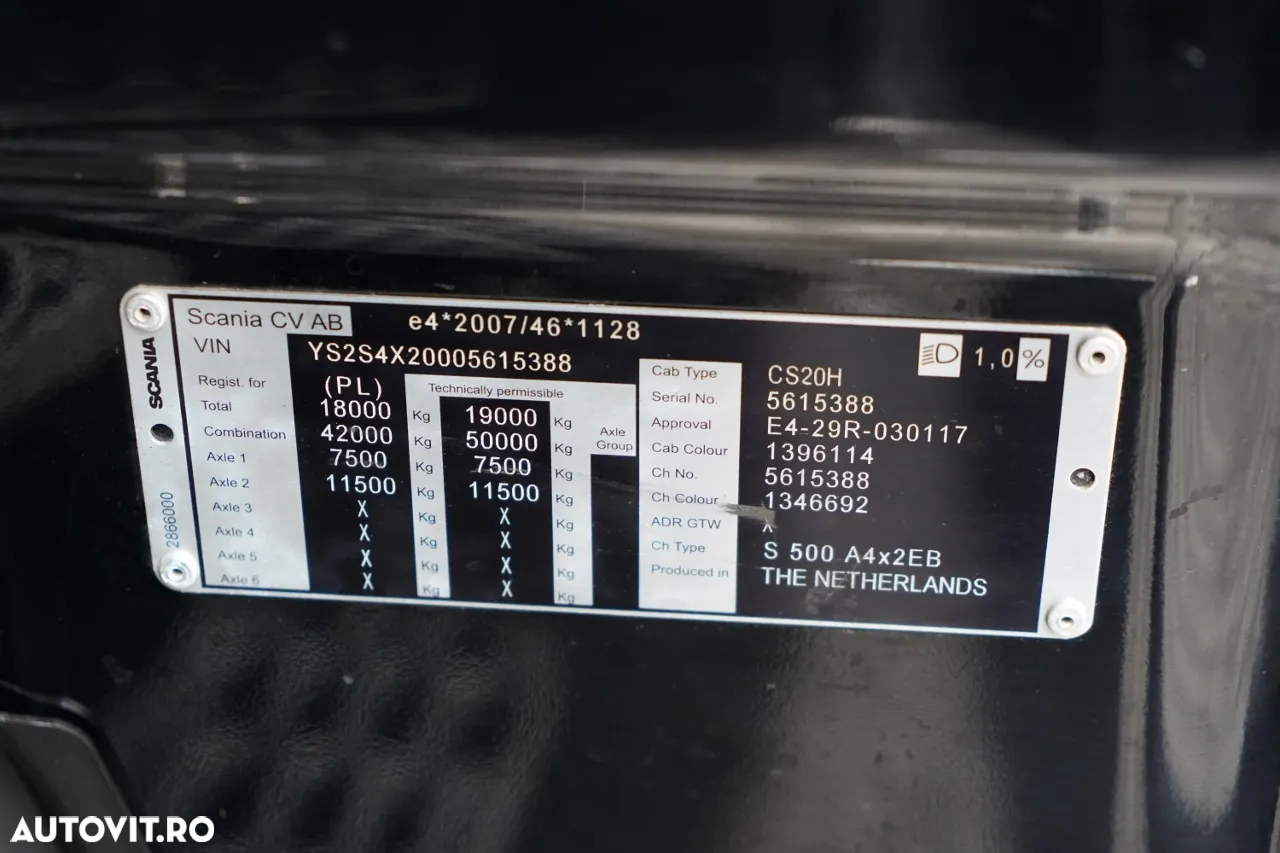 Scania CV AB e4*2007/46*1128
VIN YS2S4X20005615388
1,0 %
SCANIA
2866000
Regist. for (PL) Technically permissible
Total 18000 Kg 19000 Kg
Combination 42000 Kg 50000 Kg Axle Group
Axle 1 7500 Kg 7500 Kg
Axle 2 11500 Kg 11500 Kg
Axle 3 X Kg X Kg
Axle 4 X Kg X Kg
Axle 5 X Kg X Kg
Axle 6 X Kg X Kg
Cab Type CS20H
Serial No. 5615388
Approval E4-29R-030117
Cab Colour 1396114
Ch No. 5615388
Ch Colour 1346692
ADR GTW X
Ch Type S 500 A4x2EB
Produced in THE NETHERLANDS
AUTOVIT.RO